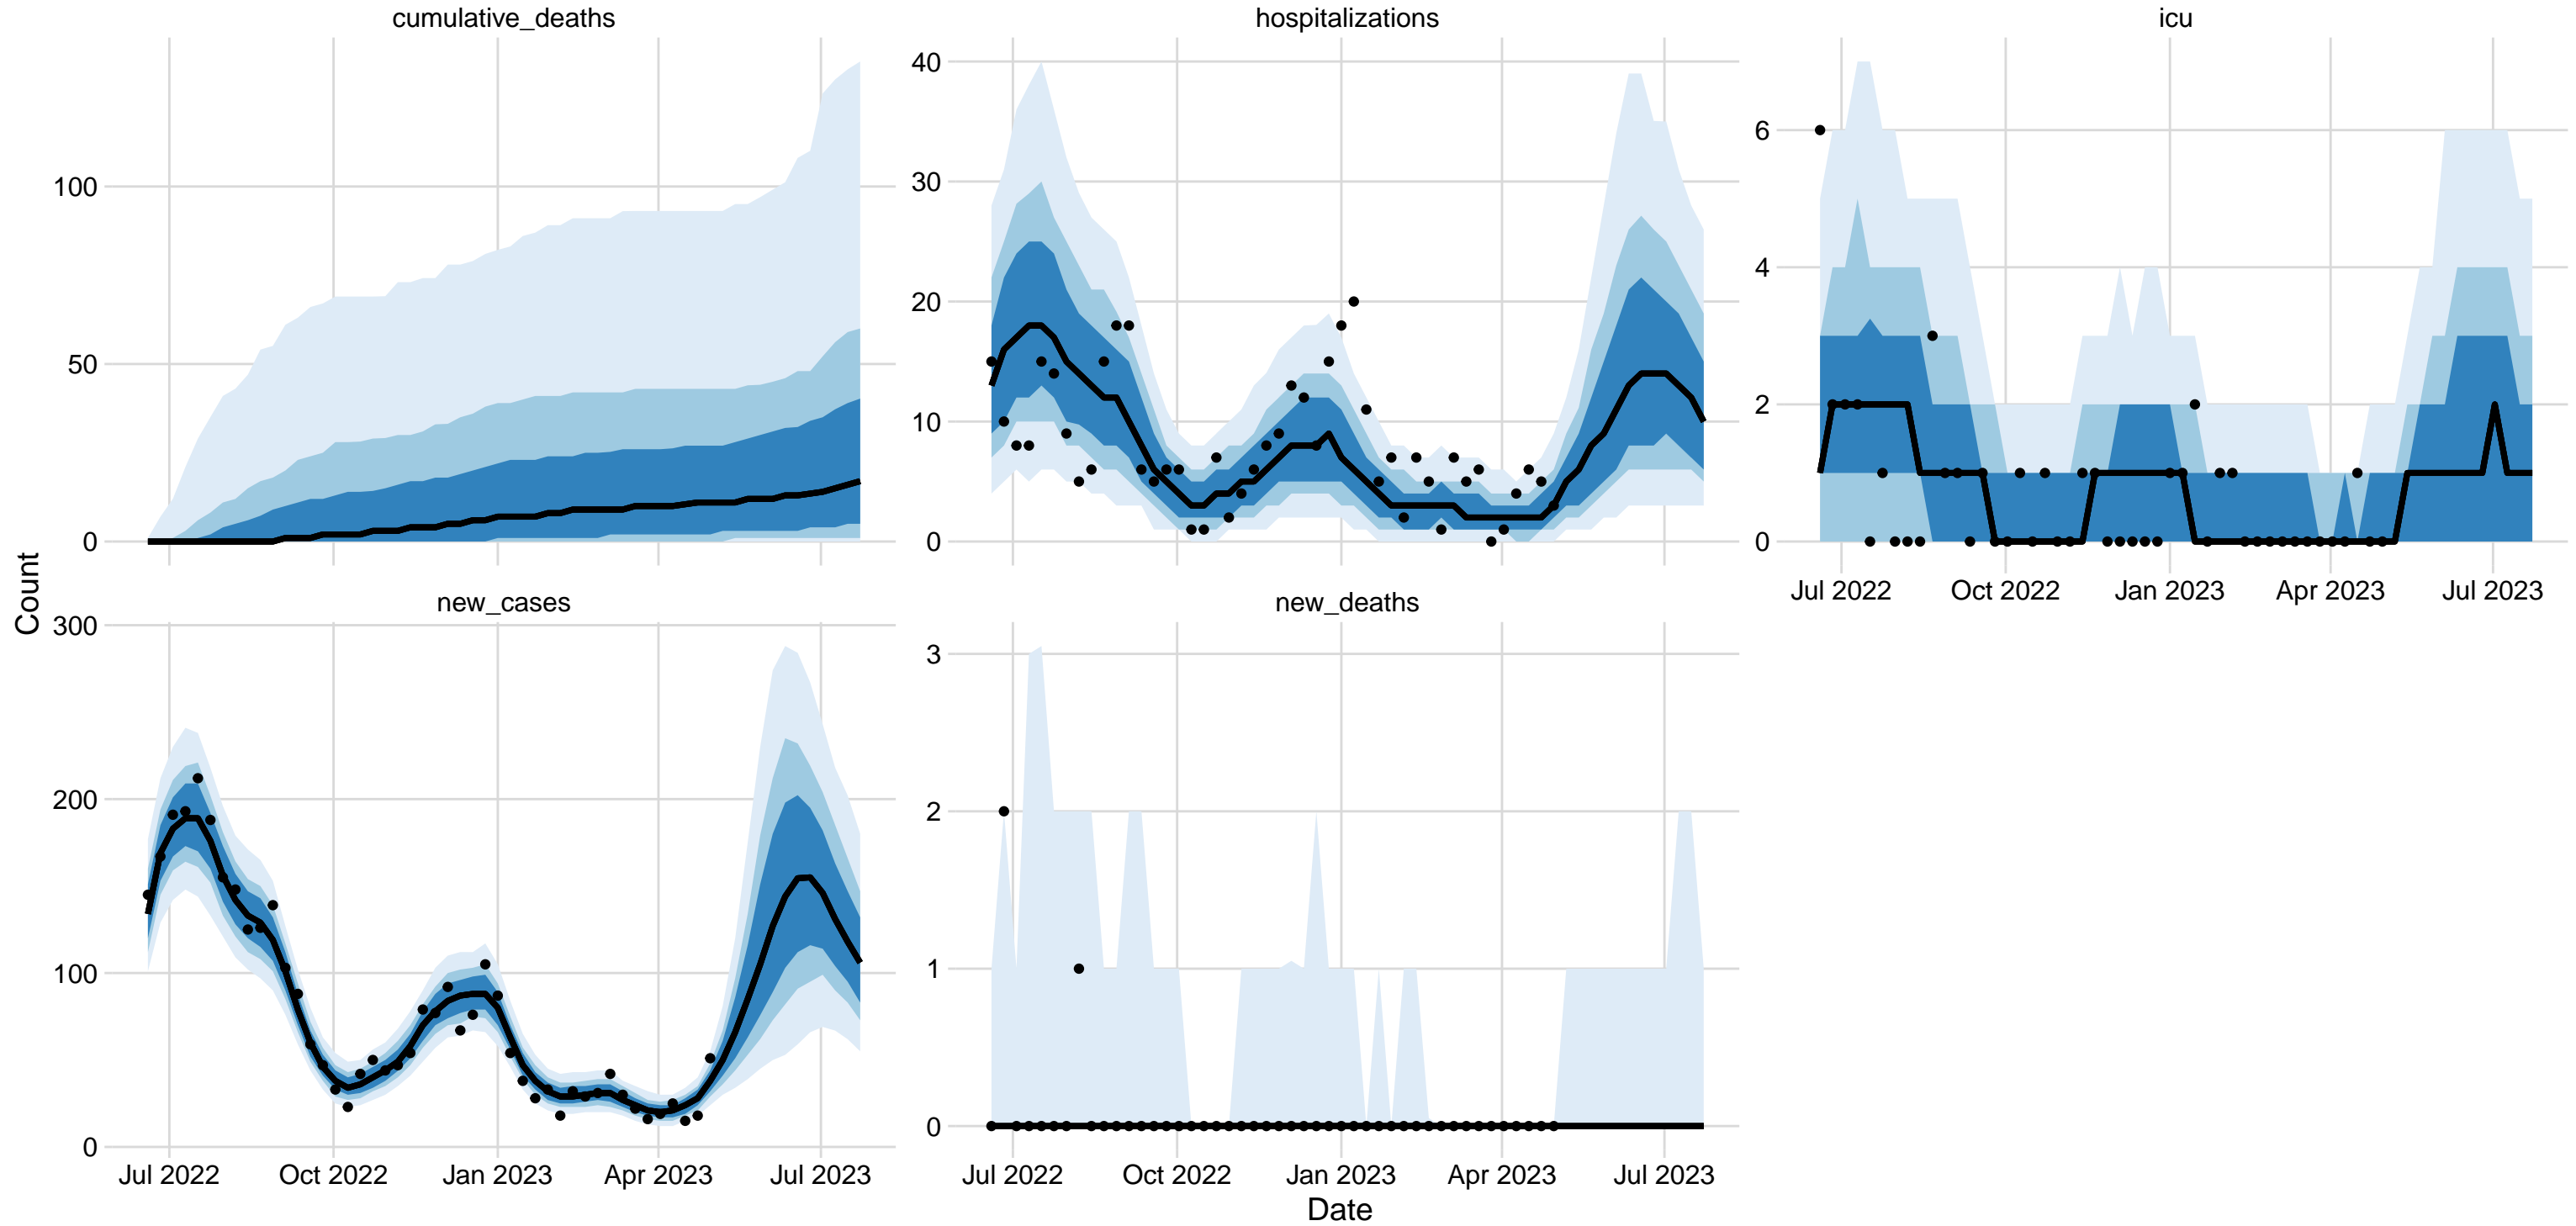 cumulative_deaths
hospitalizations
icu
100
50
0
40
30
20
10
0
6
4
2
0
Jul 2022 Oct 2022 Jan 2023 Apr 2023 Jul 2023
Count
new_cases
new_deaths
300
200
100
0
3
2
1
0
Jul 2022 Oct 2022 Jan 2023 Apr 2023 Jul 2023
Jul 2022 Oct 2022 Jan 2023 Apr 2023 Jul 2023
Date